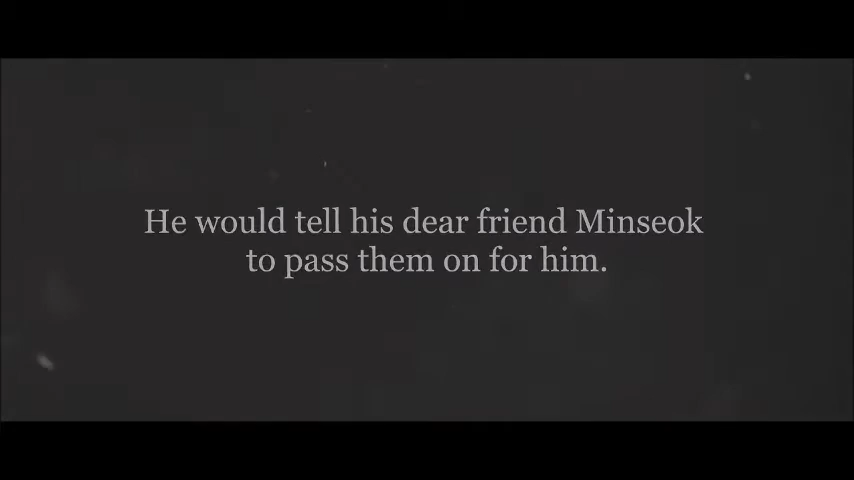 He would tell his dear friend Minseok
to pass them on for him.